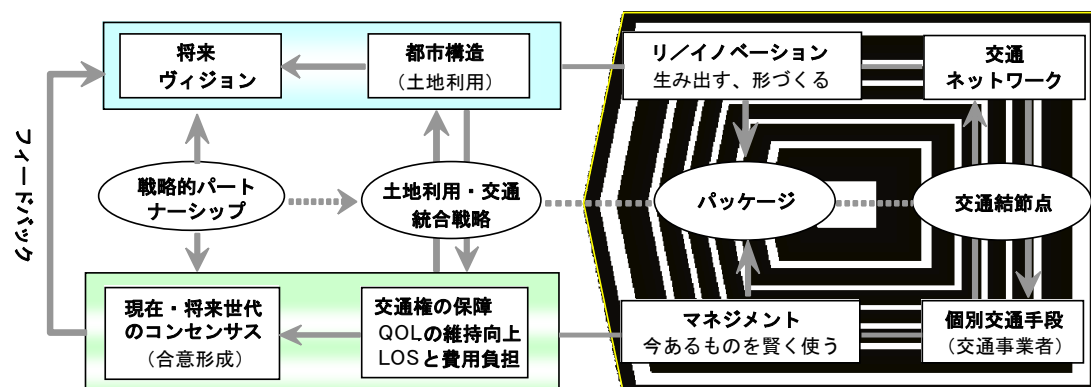 将来
ヴィジョン
都市構造
（土地利用）
リ／イノベーション
生み出す、形づくる
交通
ネットワーク
フィードバック
戦略的パート
ナーシップ
土地利用・交通
統合戦略
パッケージ
交通結節点
現在・将来世代
のコンセンサス
（合意形成）
交通権の保障
QOLの維持向上
LOSと費用負担
マネジメント
今あるものを賢く使う
個別交通手段
（交通事業者）